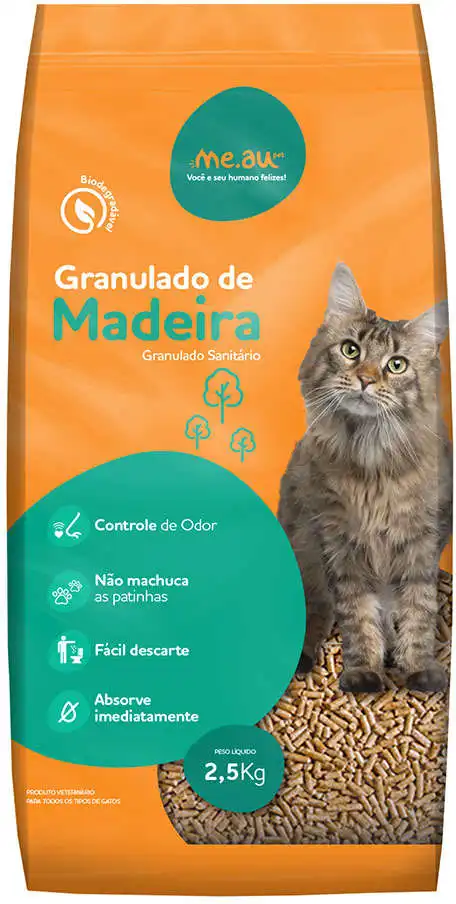 me.au pet
Você e seu humano felizes!
Biodegradável
Granulado de
Madeira
Granulado Sanitário
Controle de Odor
Não machuca
as patinhas
Fácil descarte
Absorve
imediatamente
PESO LÍQUIDO
2,5Kg
PRODUTO VETERINÁRIO
PARA TODOS OS TIPOS DE GATOS